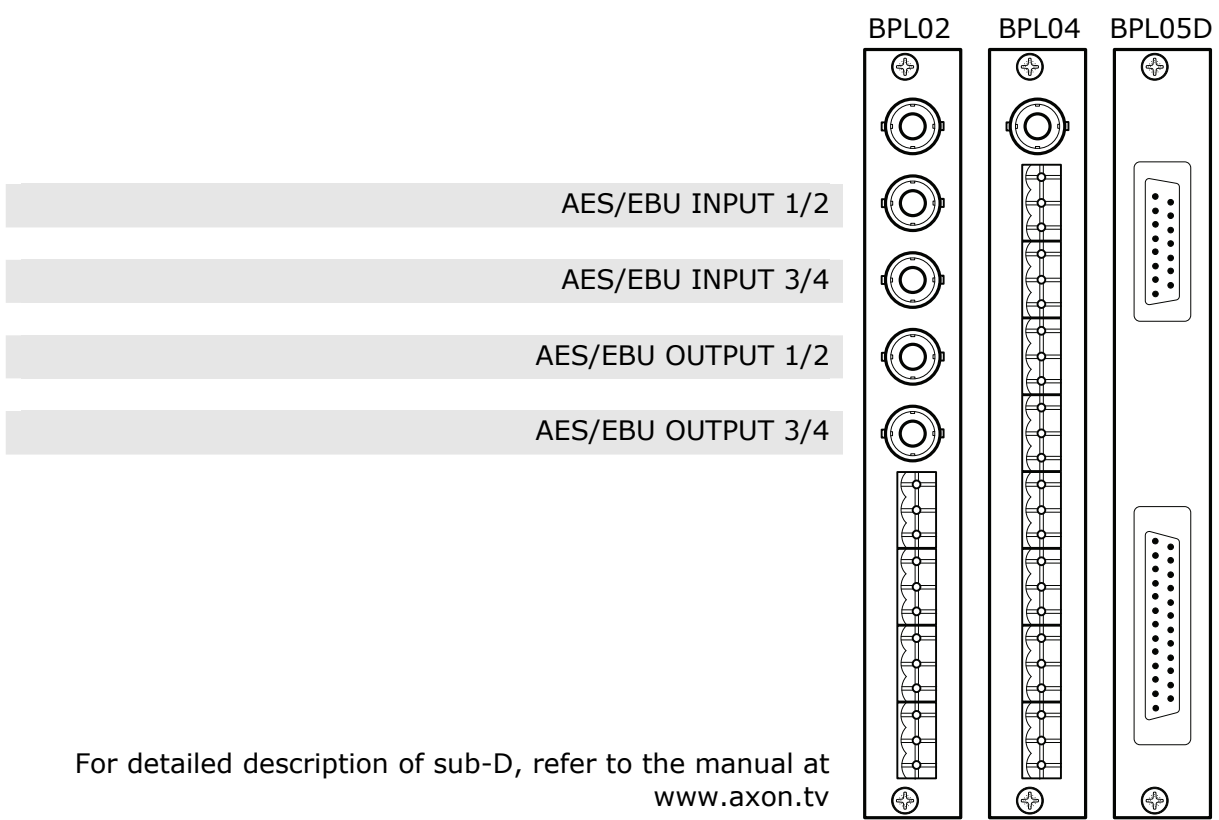 BPL02 BPL04 BPL05D
AES/EBU INPUT 1/2
AES/EBU INPUT 3/4
AES/EBU OUTPUT 1/2
AES/EBU OUTPUT 3/4
For detailed description of sub-D, refer to the manual at
www.axon.tv